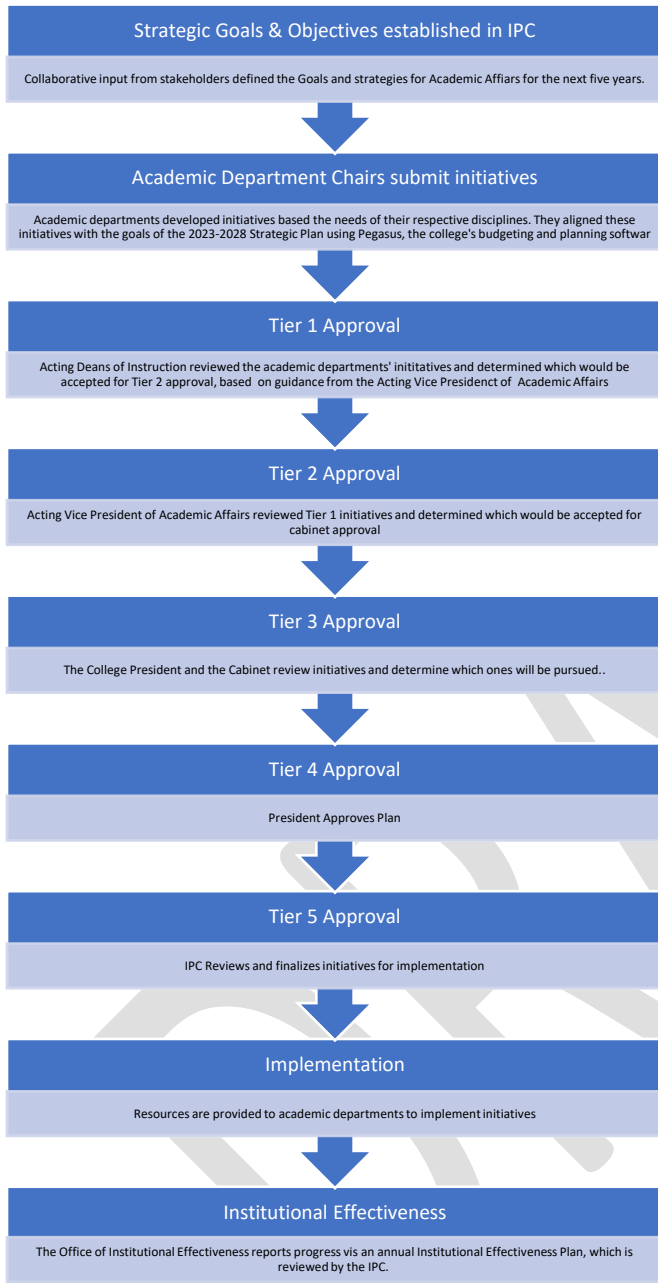 Strategic Goals & Objectives established in IPC
Collaborative input from stakeholders defined the Goals and strategies for Academic Affiars for the next five years.
Academic Department Chairs submit initiatives
Academic departments developed initiatives based the needs of their respective disciplines. They aligned these
initiatives with the goals of the 2023-2028 Strategic Plan using Pegasus, the college's budgeting and planning softwar
Tier 1 Approval
Acting Deans of Instruction reviewed the academic departments' inititatives and determined which would be
accepted for Tier 2 approval, based on guidance from the Acting Vice Presidenct of Academic Affairs
Tier 2 Approval
Acting Vice President of Academic Affairs reviewed Tier 1 initiatives and determined which would be accepted for
cabinet approval
Tier 3 Approval
The College President and the Cabinet review initiatives and determine which ones will be pursued..
Tier 4 Approval
President Approves Plan
Tier 5 Approval
IPC Reviews and finalizes initiatives for implementation
Implementation
Resources are provided to academic departments to implement initiatives
Institutional Effectiveness
The Office of Institutional Effectiveness reports progress vis an annual Institutional Effectiveness Plan, which is
reviewed by the IPC.